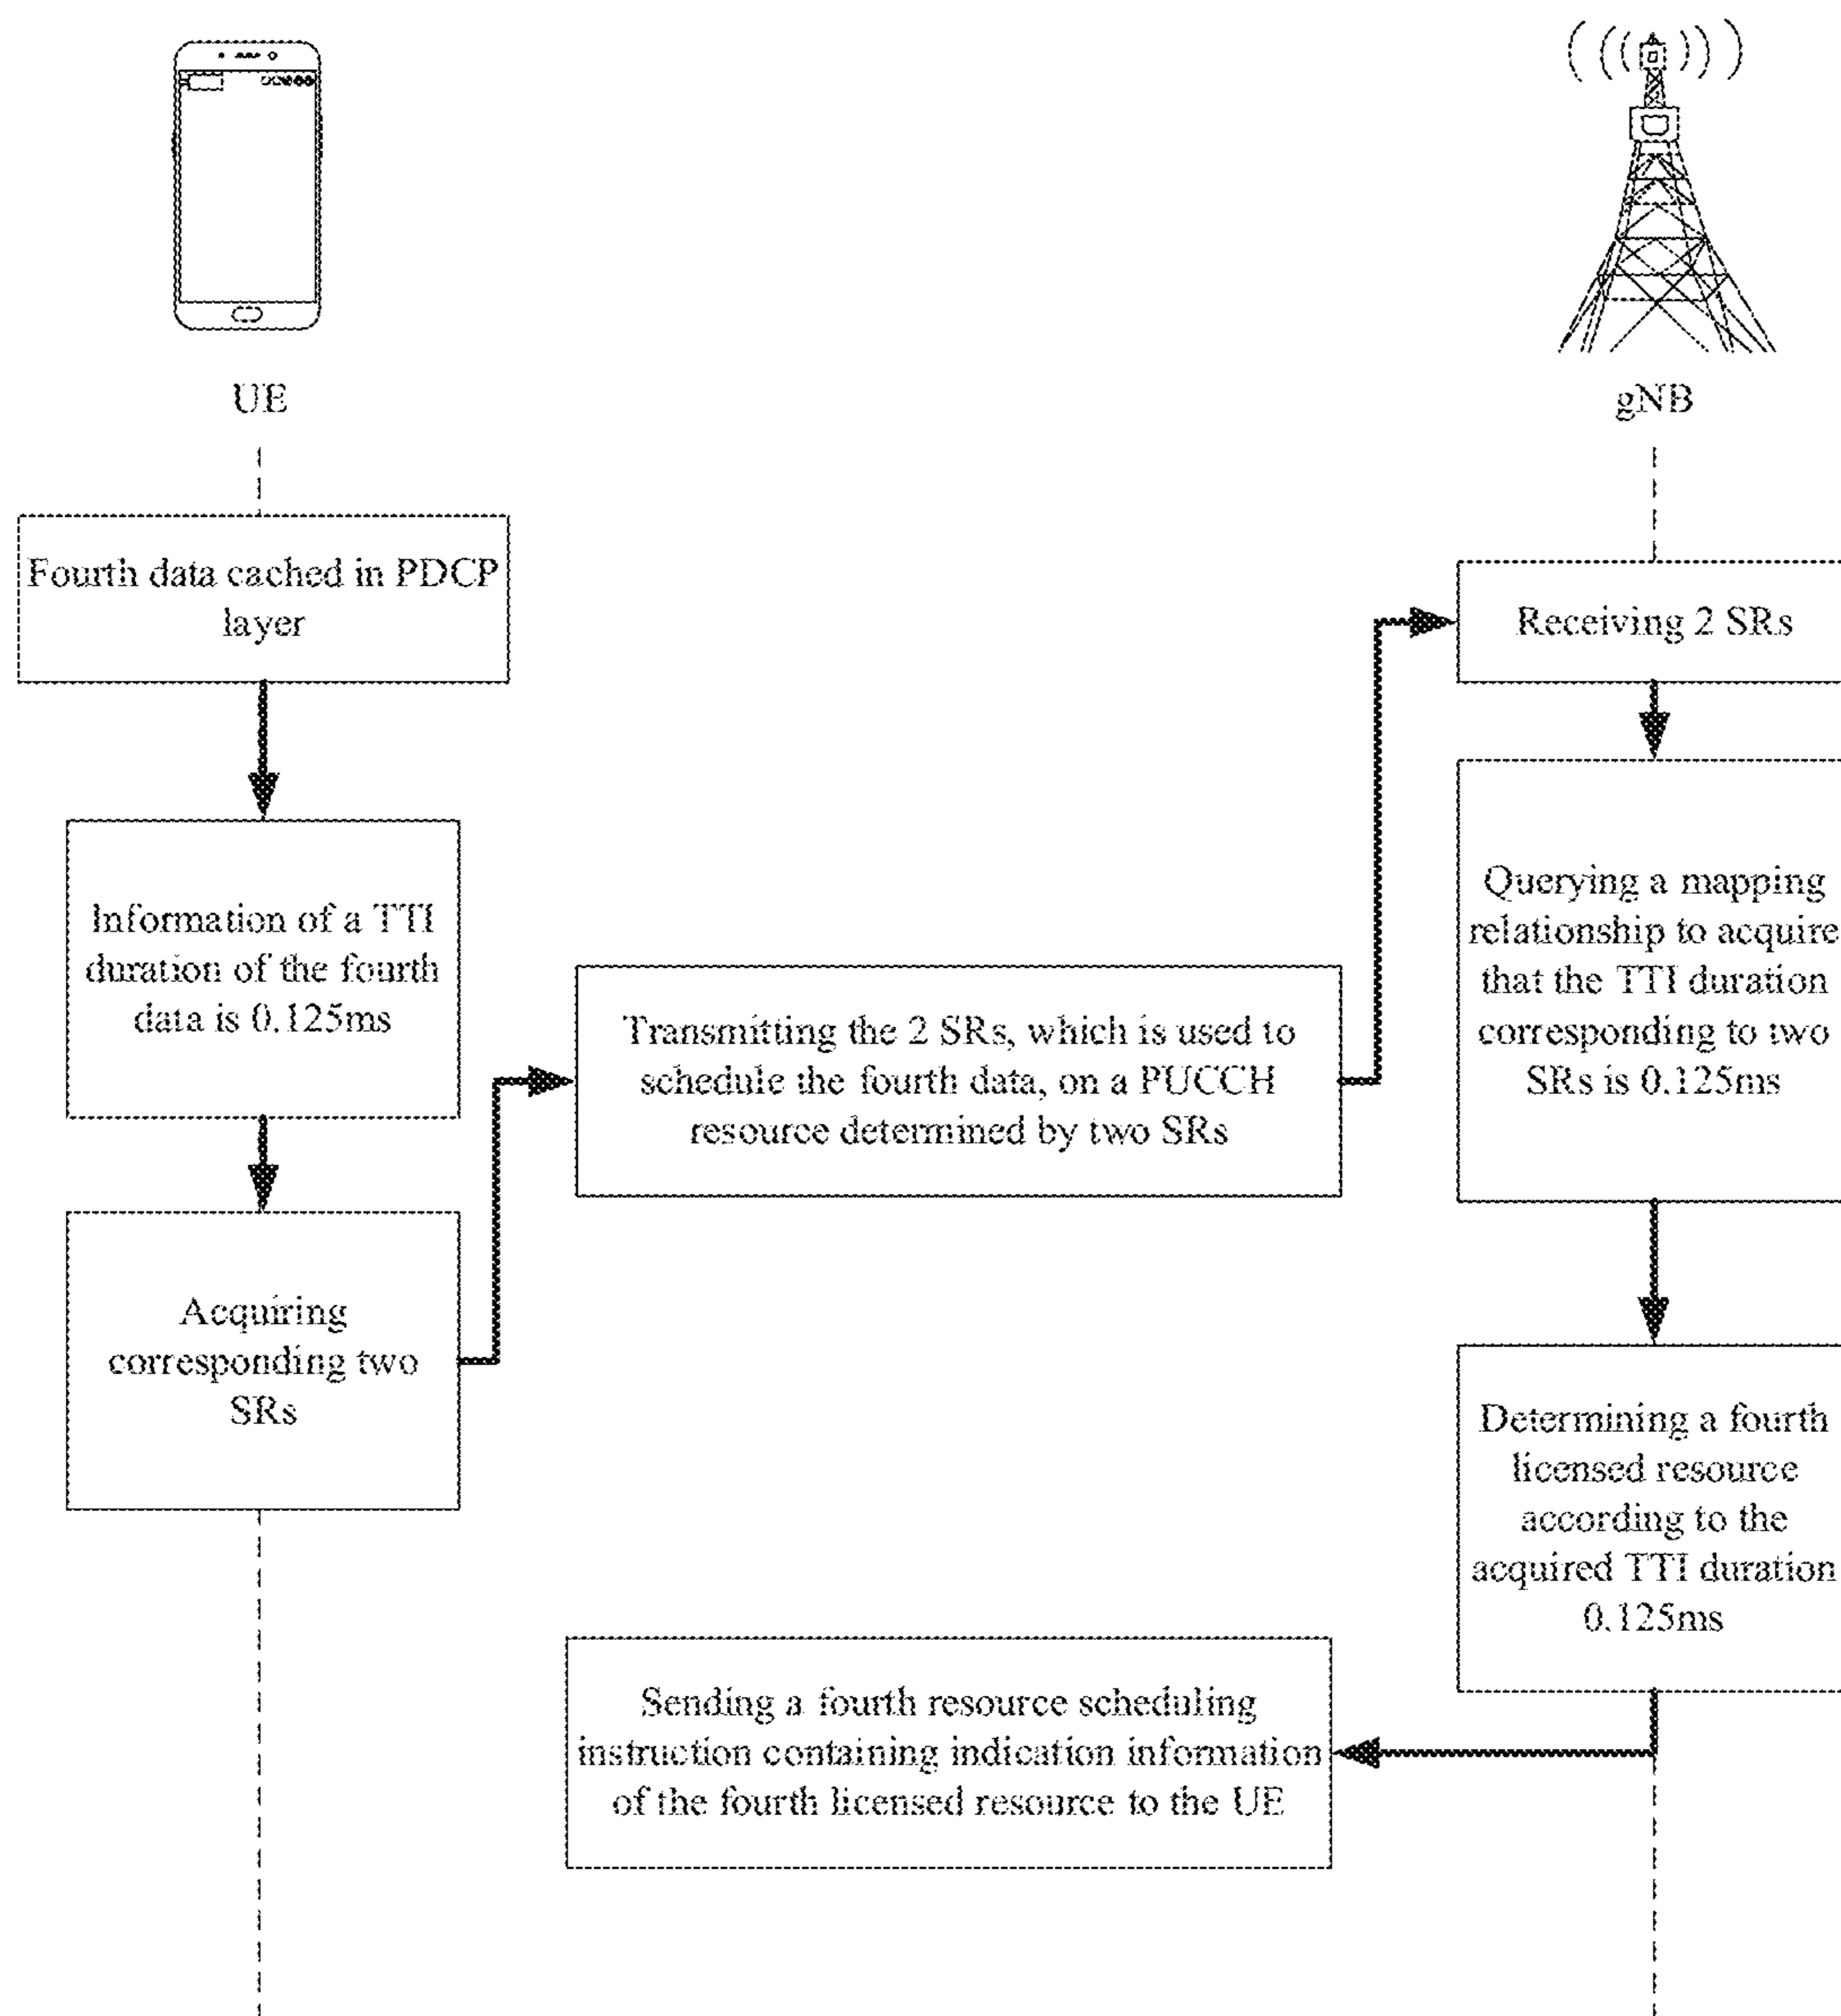 UE
gNB
Fourth data cached in PDCP
layer
Information of a TTI
duration of the fourth
data is 0.125ms
Acquiring
corresponding two
SRs
Transmitting the 2 SRs, which is used to
schedule the fourth data, on a PUCCH
resource determined by two SRs
Receiving 2 SRs
Querying a mapping
relationship to acquire
that the TTI duration
corresponding to two
SRs is 0.125ms
Determining a fourth
licensed resource
according to the
acquired TTI duration
0.125ms
Sending a fourth resource scheduling
instruction containing indication information
of the fourth licensed resource to the UE